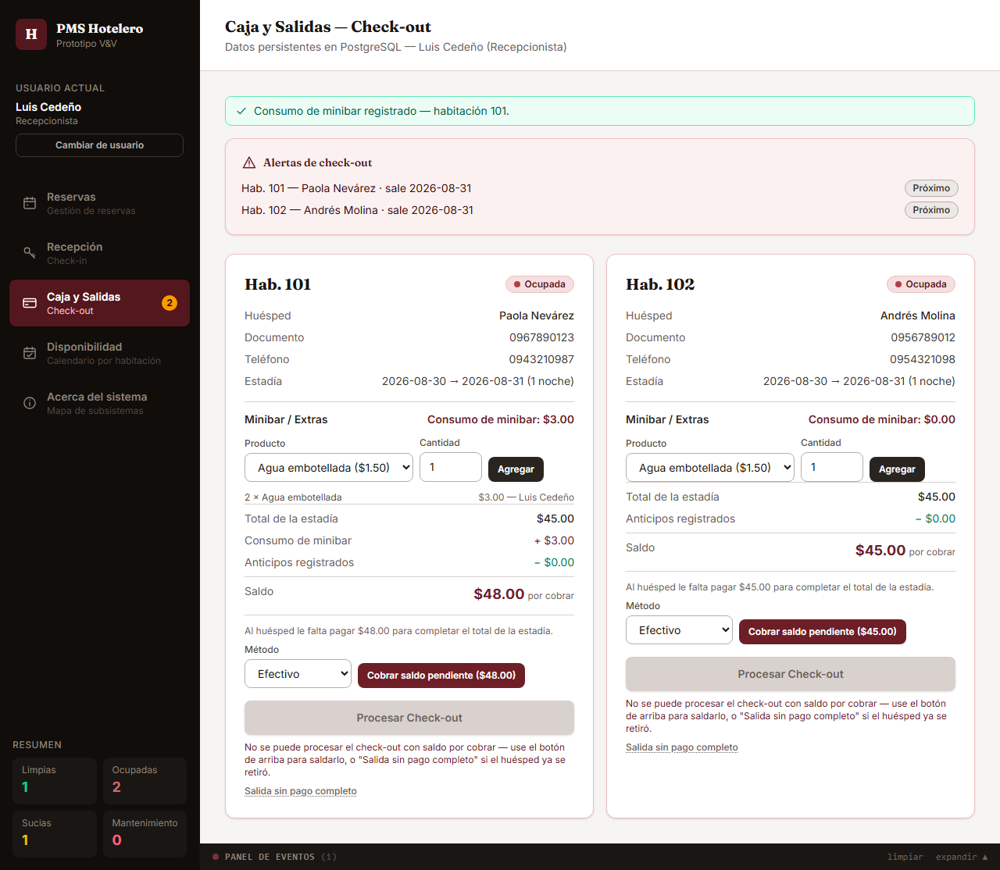 H
PMS Hotelero
Prototipo V&V
USUARIO ACTUAL
Luis Cedeño
Recepcionista
Cambiar de usuario
Reservas
Gestión de reservas
Recepción
Check-in
Caja y Salidas
Check-out
2
Disponibilidad
Calendario por habitación
Acerca del sistema
Mapa de subsistemas
RESUMEN
Limpias
1
Ocupadas
2
Sucias
1
Mantenimiento
0
Caja y Salidas — Check-out
Datos persistentes en PostgreSQL — Luis Cedeño (Recepcionista)
Consumo de minibar registrado — habitación 101.
Alertas de check-out
Hab. 101 — Paola Nevárez · sale 2026-08-31 Próximo
Hab. 102 — Andrés Molina · sale 2026-08-31 Próximo
Hab. 101 Ocupada
Huésped Paola Nevárez
Documento 0967890123
Teléfono 0943210987
Estadía 2026-08-30 → 2026-08-31 (1 noche)
Minibar / Extras Consumo de minibar: $3.00
Producto Cantidad
Agua embotellada ($1.50) 1 Agregar
2 × Agua embotellada $3.00 — Luis Cedeño
Total de la estadía $45.00
Consumo de minibar + $3.00
Anticipos registrados − $0.00
Saldo $48.00 por cobrar
Al huésped le falta pagar $48.00 para completar el total de la estadía.
Método
Efectivo Cobrar saldo pendiente ($48.00)
Procesar Check-out
No se puede procesar el check-out con saldo por cobrar — use el botón
de arriba para saldarlo, o "Salida sin pago completo" si el huésped ya se
retiró.
Salida sin pago completo
Hab. 102 Ocupada
Huésped Andrés Molina
Documento 0956789012
Teléfono 0954321098
Estadía 2026-08-30 → 2026-08-31 (1 noche)
Minibar / Extras Consumo de minibar: $0.00
Producto Cantidad
Agua embotellada ($1.50) 1 Agregar
Total de la estadía $45.00
Anticipos registrados − $0.00
Saldo $45.00 por cobrar
Al huésped le falta pagar $45.00 para completar el total de la estadía.
Método
Efectivo Cobrar saldo pendiente ($45.00)
Procesar Check-out
No se puede procesar el check-out con saldo por cobrar — use el botón
de arriba para saldarlo, o "Salida sin pago completo" si el huésped ya se
retiró.
Salida sin pago completo
PANEL DE EVENTOS (1) limpiar expandir ▲